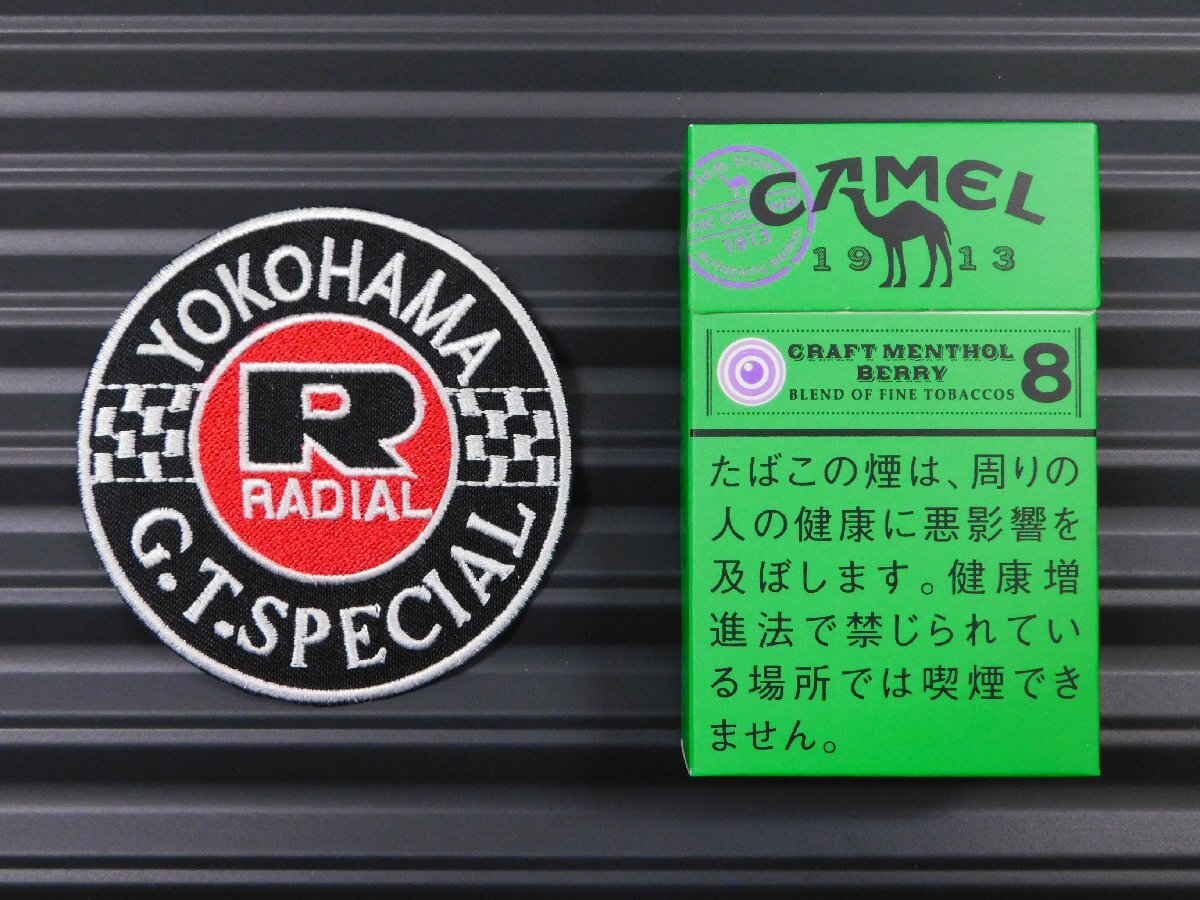 YOKOHAMA
R
RADIAL
G.T.SPECIAL
CAMEL
1913
1913
CRAFT MENTHOL
BERRY
BLEND OF FINE TOBACCOS
8
たばこの煙は、周りの
人の健康に悪影響を
及ぼします。健康増
進法で禁じられてい
る場所では喫煙でき
ません。